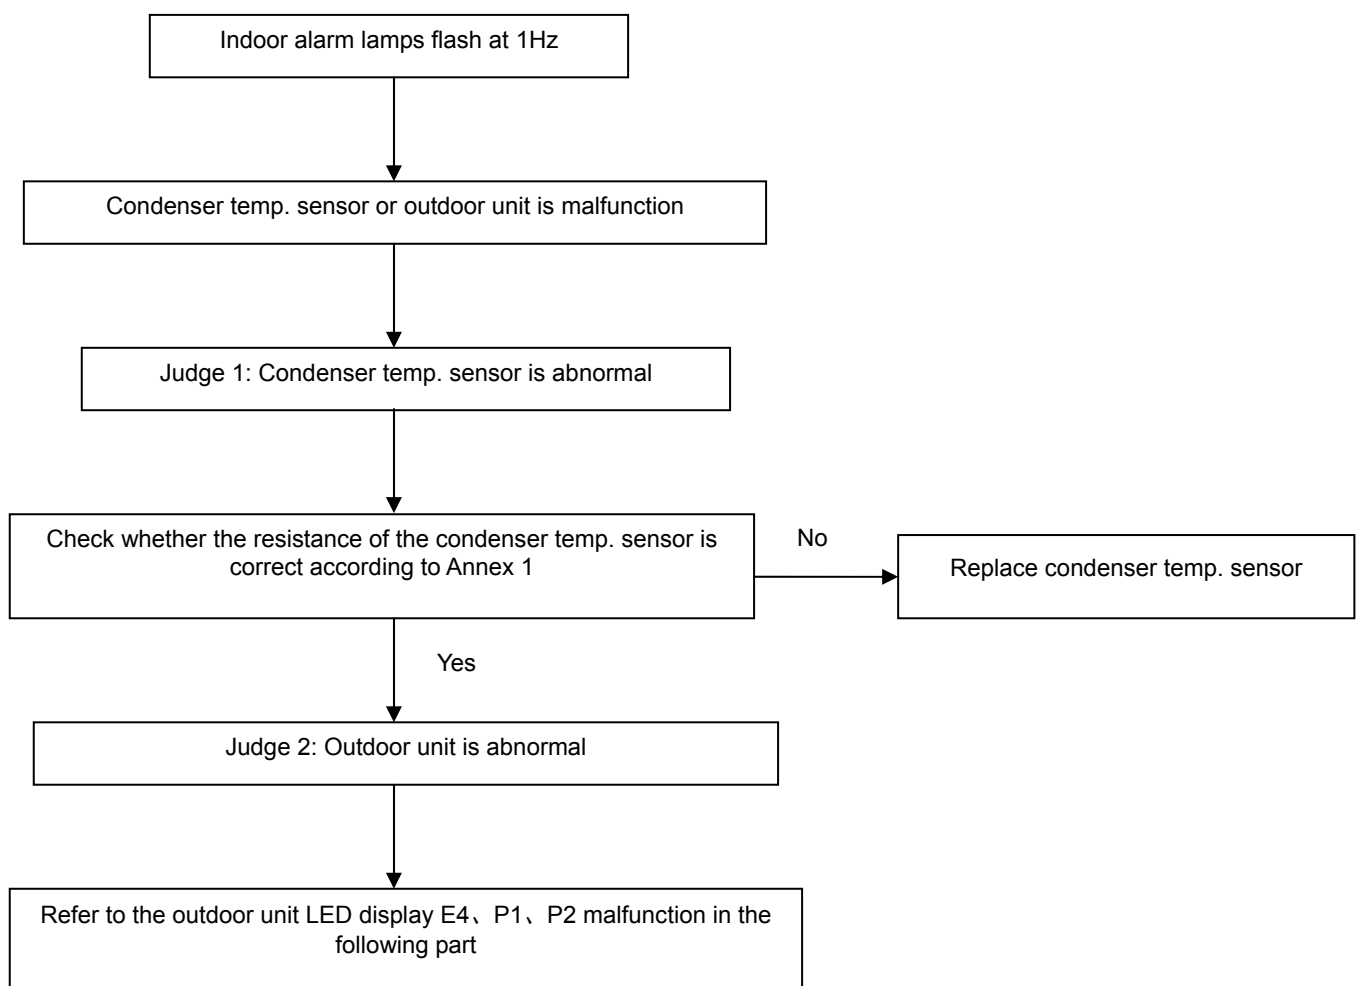 Indoor alarm lamps flash at 1Hz
Condenser temp. sensor or outdoor unit is malfunction
Judge 1: Condenser temp. sensor is abnormal
Check whether the resistance of the condenser temp. sensor is
correct according to Annex 1
No
Replace condenser temp. sensor
Yes
Judge 2: Outdoor unit is abnormal
Refer to the outdoor unit LED display E4、P1、P2 malfunction in the
following part